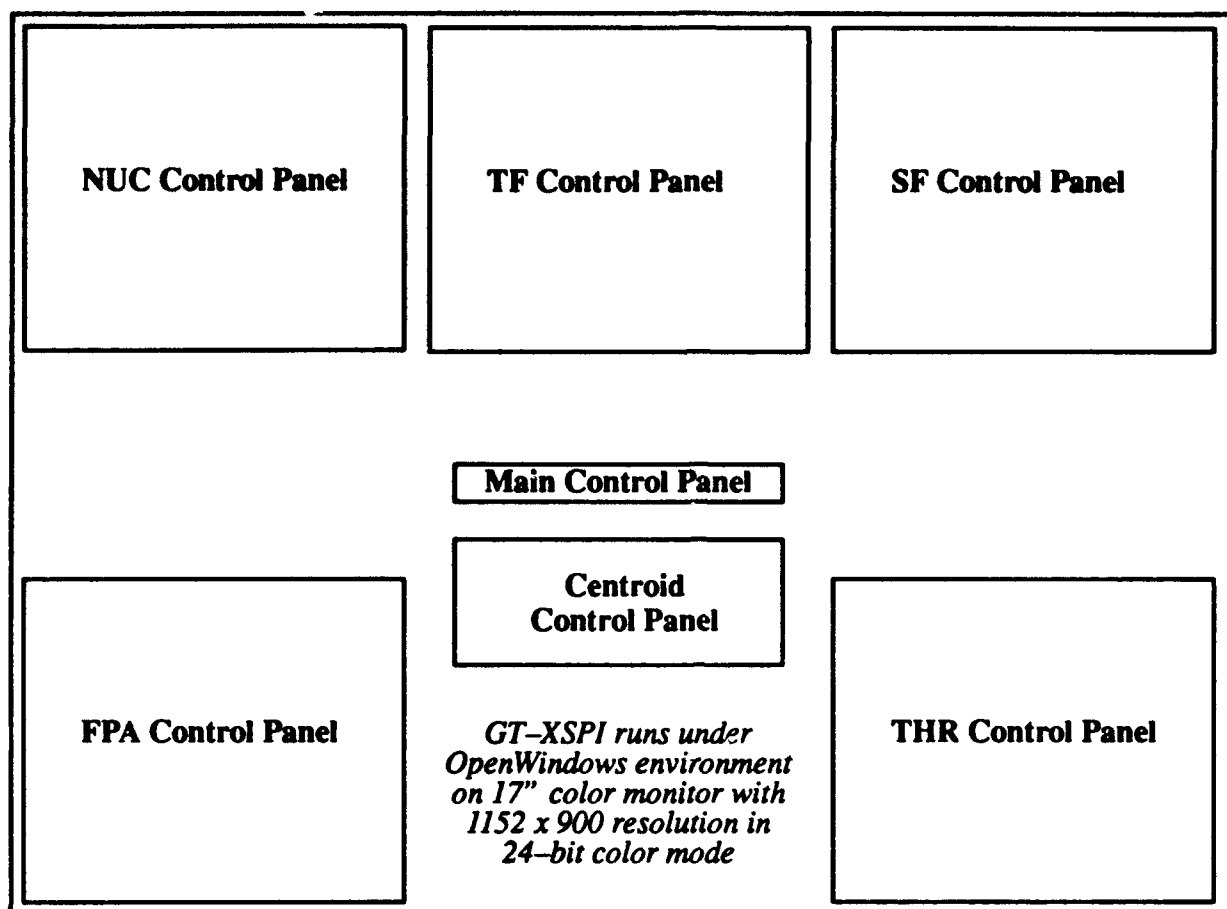 NUC Control Panel
TF Control Panel
SF Control Panel
Main Control Panel
Centroid
Control Panel
FPA Control Panel
GT–XSPI runs under
OpenWindows environment
on 17” color monitor with
1152 x 900 resolution in
24–bit color mode
THR Control Panel